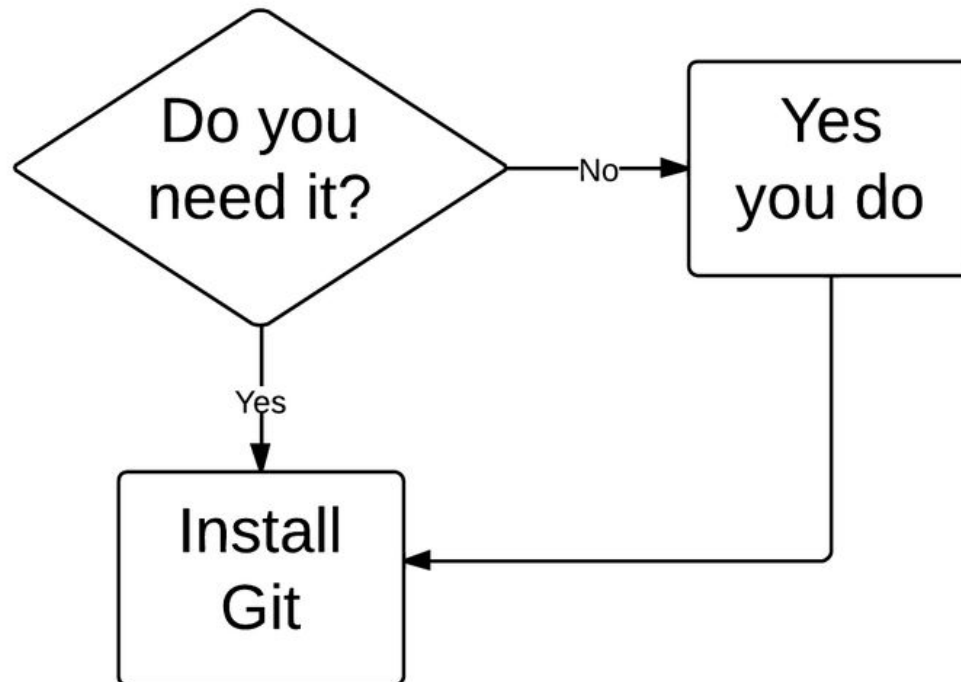 Do you
need it?
No
Yes
you do
Yes
Install
Git